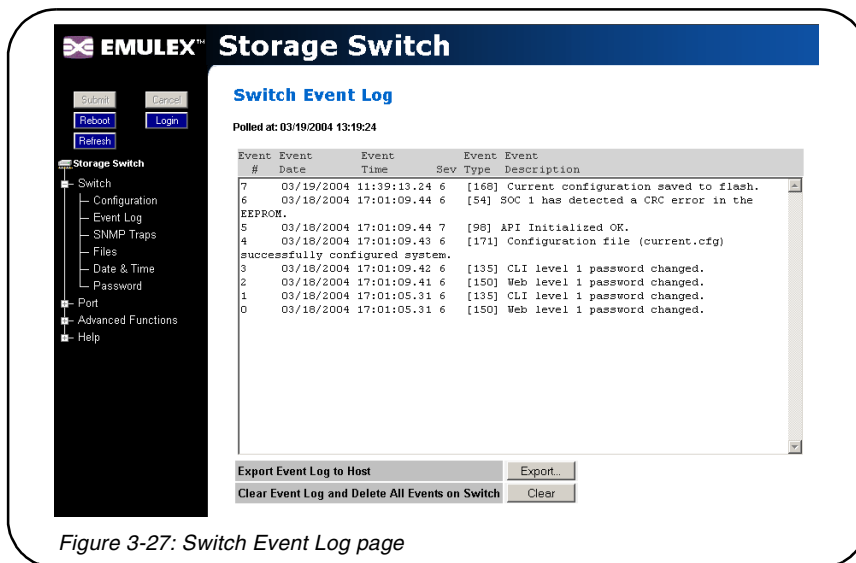 EMULEX™ Storage Switch
Submit Cancel
Reboot Login
Refresh
Storage Switch
Switch
Configuration
Event Log
SNMP Traps
Files
Date & Time
Password
Port
Advanced Functions
Help
Switch Event Log
Polled at: 03/19/2004 13:19:24
Event Event Event Event Event
# Date Time Sev Type Description
7 03/19/2004 11:39:13.24 6 [168] Current configuration saved to flash.
6 03/18/2004 17:01:09.44 6 [54] SOC 1 has detected a CRC error in the
EEPROM.
5 03/18/2004 17:01:09.44 7 [98] API Initialized OK.
4 03/18/2004 17:01:09.43 6 [171] Configuration file (current.cfg)
successfully configured system.
3 03/18/2004 17:01:09.42 6 [135] CLI level 1 password changed.
2 03/18/2004 17:01:09.41 6 [150] Web level 1 password changed.
1 03/18/2004 17:01:05.31 6 [135] CLI level 1 password changed.
0 03/18/2004 17:01:05.31 6 [150] Web level 1 password changed.
Export Event Log to Host Export...
Clear Event Log and Delete All Events on Switch Clear
Figure 3-27: Switch Event Log page